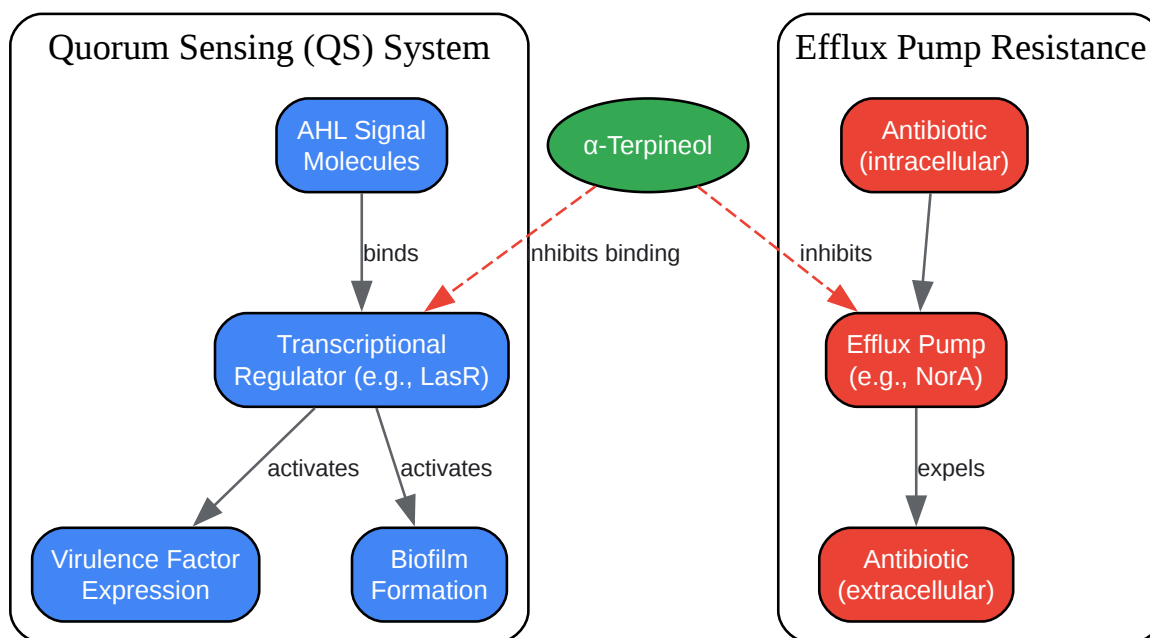 Quorum Sensing (QS) System
Efflux Pump Resistance
AHL Signal
Molecules
α-Terpineol
Antibiotic
(intracellular)
binds
nhibits binding
inhibits
Transcriptional
Regulator (e.g., LasR)
Efflux Pump
(e.g., NorA)
activates
activates
expels
Virulence Factor
Expression
Biofilm
Formation
Antibiotic
(extracellular)